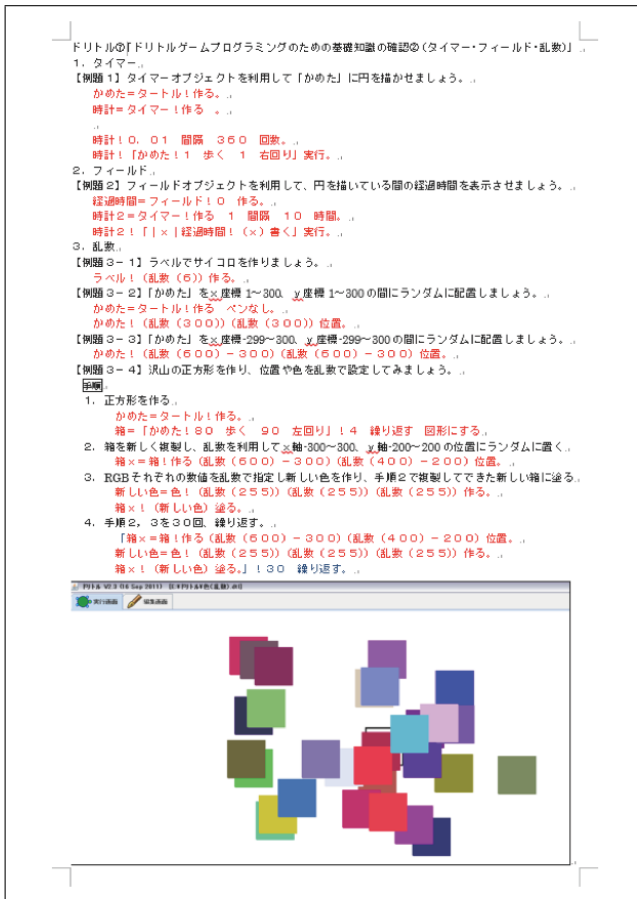 ドリトル⑦「ドリトルゲームプログラミングのための基礎知識の確認②(タイマー・フィールド・乱数)」
1.タイマー
【例題1】タイマーオブジェクトを利用して「かめた」に円を描かせましょう。
かめた=タートル!作る。
時計=タイマー!作る 。
時計!0.01 間隔 360 回数。
時計!「かめた!1 歩く 1 右回り」実行。
2.フィールド
【例題2】フィールドオブジェクトを利用して、円を描いている間の経過時間を表示させましょう。
経過時間=フィールド!0 作る。
時計2=タイマー!作る 1 間隔 10 時間。
時計2!「|x|経過時間!(x)書く」実行。
3.乱数
【例題3-1】ラベルでサイコロを作りましょう。
ラベル!(乱数(6))作る。
【例題3-2】「かめた」をx座標1~300、y座標1~300の間にランダムに配置しましょう。
かめた=タートル!作る ペンなし。
かめた!(乱数(300))(乱数(300))位置。
【例題3-3】「かめた」をx座標-299~300、y座標-299~300の間にランダムに配置しましょう。
かめた!(乱数(600)-300)(乱数(600)-300)位置。
【例題3-4】沢山の正方形を作り、位置や色を乱数で設定してみましょう。
手順
1.正方形を作る
かめた=タートル!作る。
箱=「かめた!80 歩く 90 左回り」!4 繰り返す 図形にする
2.箱を新しく複製し、乱数を利用してx軸-300~300、y軸-200~200の位置にランダムに置く
箱x=箱!作る(乱数(600)-300)(乱数(400)-200)位置。
3.RGBそれぞれの数値を乱数で指定し新しい色を作り、手順2で複製してできた新しい箱に塗る
新しい色=色!(乱数(255))(乱数(255))(乱数(255))作る。
箱x!(新しい色)塗る。
4.手順2,3を30回、繰り返す。
「箱x=箱!作る(乱数(600)-300)(乱数(400)-200)位置。
新しい色=色!(乱数(255))(乱数(255))(乱数(255))作る。
箱x!(新しい色)塗る。」!30 繰り返す。
ドリトル V2.3 (16 Sep 2011)
実行画面 編集画面